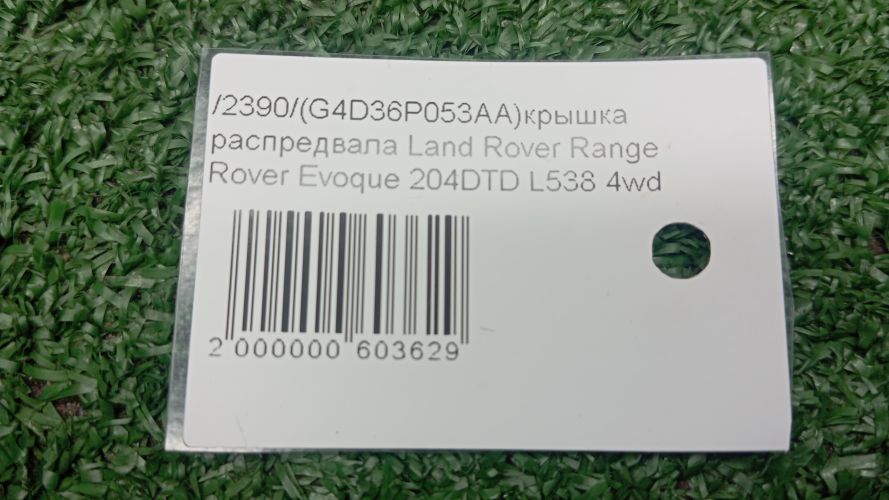 /2390/(G4D36P053AA)крышка
распредвала Land Rover Range
Rover Evoque 204DTD L538 4wd
2 000000 603629